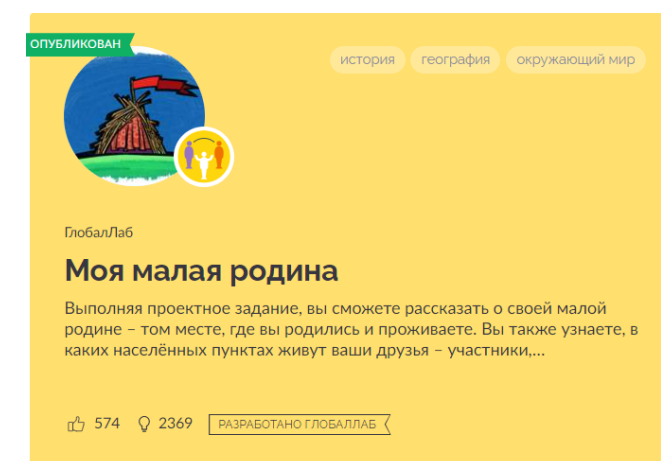 ОПУБЛИКОВАН
история география окружающий мир
ГлобалЛаб
Моя малая родина
Выполняя проектное задание, вы сможете рассказать о своей малой
родине – том месте, где вы родились и проживаете. Вы также узнаете, в
каких населённых пунктах живут ваши друзья – участники,...
574 2369 РАЗРАБОТАНО ГЛОБАЛЛАБ